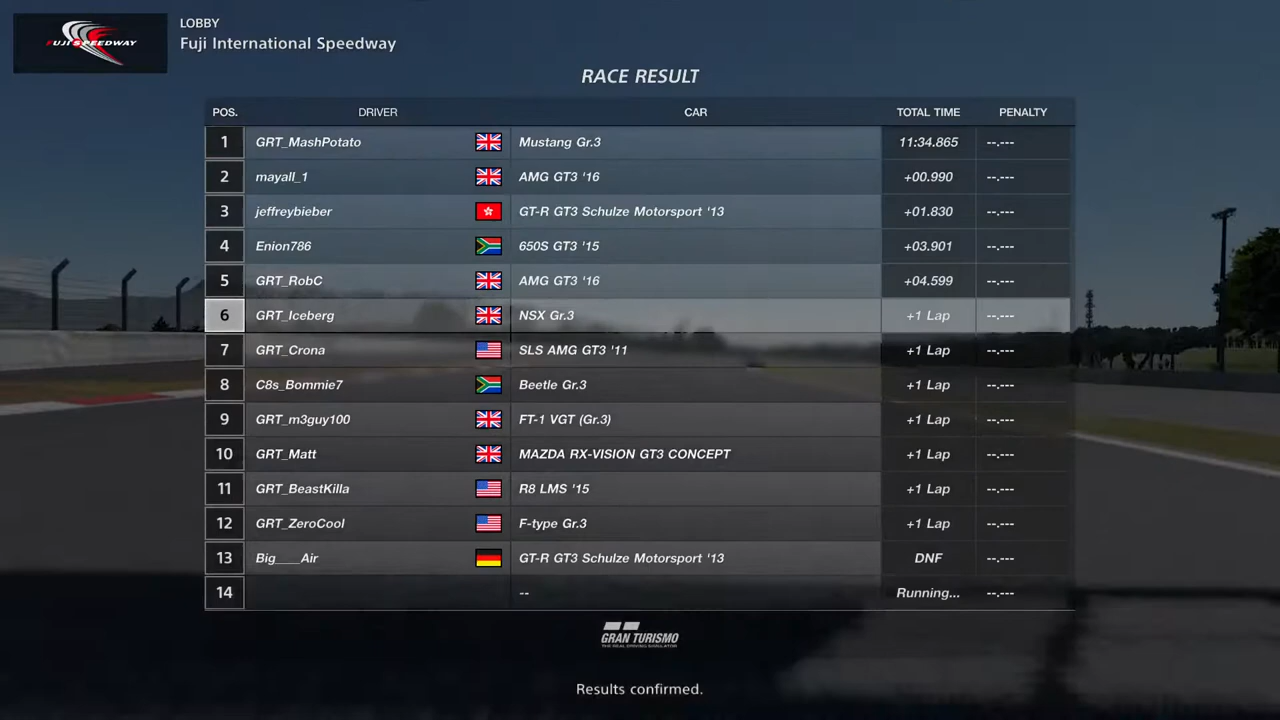 FUJI SPEEDWAY
LOBBY
Fuji International Speedway
RACE RESULT
POS. DRIVER CAR TOTAL TIME PENALTY
1 GRT_MashPotato Mustang Gr.3 11:34.865 --.---
2 mayall_1 AMG GT3 '16 +00.990 --.---
3 jeffreybieber GT-R GT3 Schulze Motorsport '13 +01.830 --.---
4 Enion786 650S GT3 '15 +03.901 --.---
5 GRT_RobC AMG GT3 '16 +04.599 --.---
6 GRT_Iceberg NSX Gr.3 +1 Lap --.---
7 GRT_Crona SLS AMG GT3 '11 +1 Lap --.---
8 C8s_Bommie7 Beetle Gr.3 +1 Lap --.---
9 GRT_m3guy100 FT-1 VGT (Gr.3) +1 Lap --.---
10 GRT_Matt MAZDA RX-VISION GT3 CONCEPT +1 Lap --.---
11 GRT_BeastKilla R8 LMS '15 +1 Lap --.---
12 GRT_ZeroCool F-type Gr.3 +1 Lap --.---
13 Big____Air GT-R GT3 Schulze Motorsport '13 DNF --.---
14 -- Running... --.---
GRAN TURISMO
THE REAL DRIVING SIMULATOR
Results confirmed.